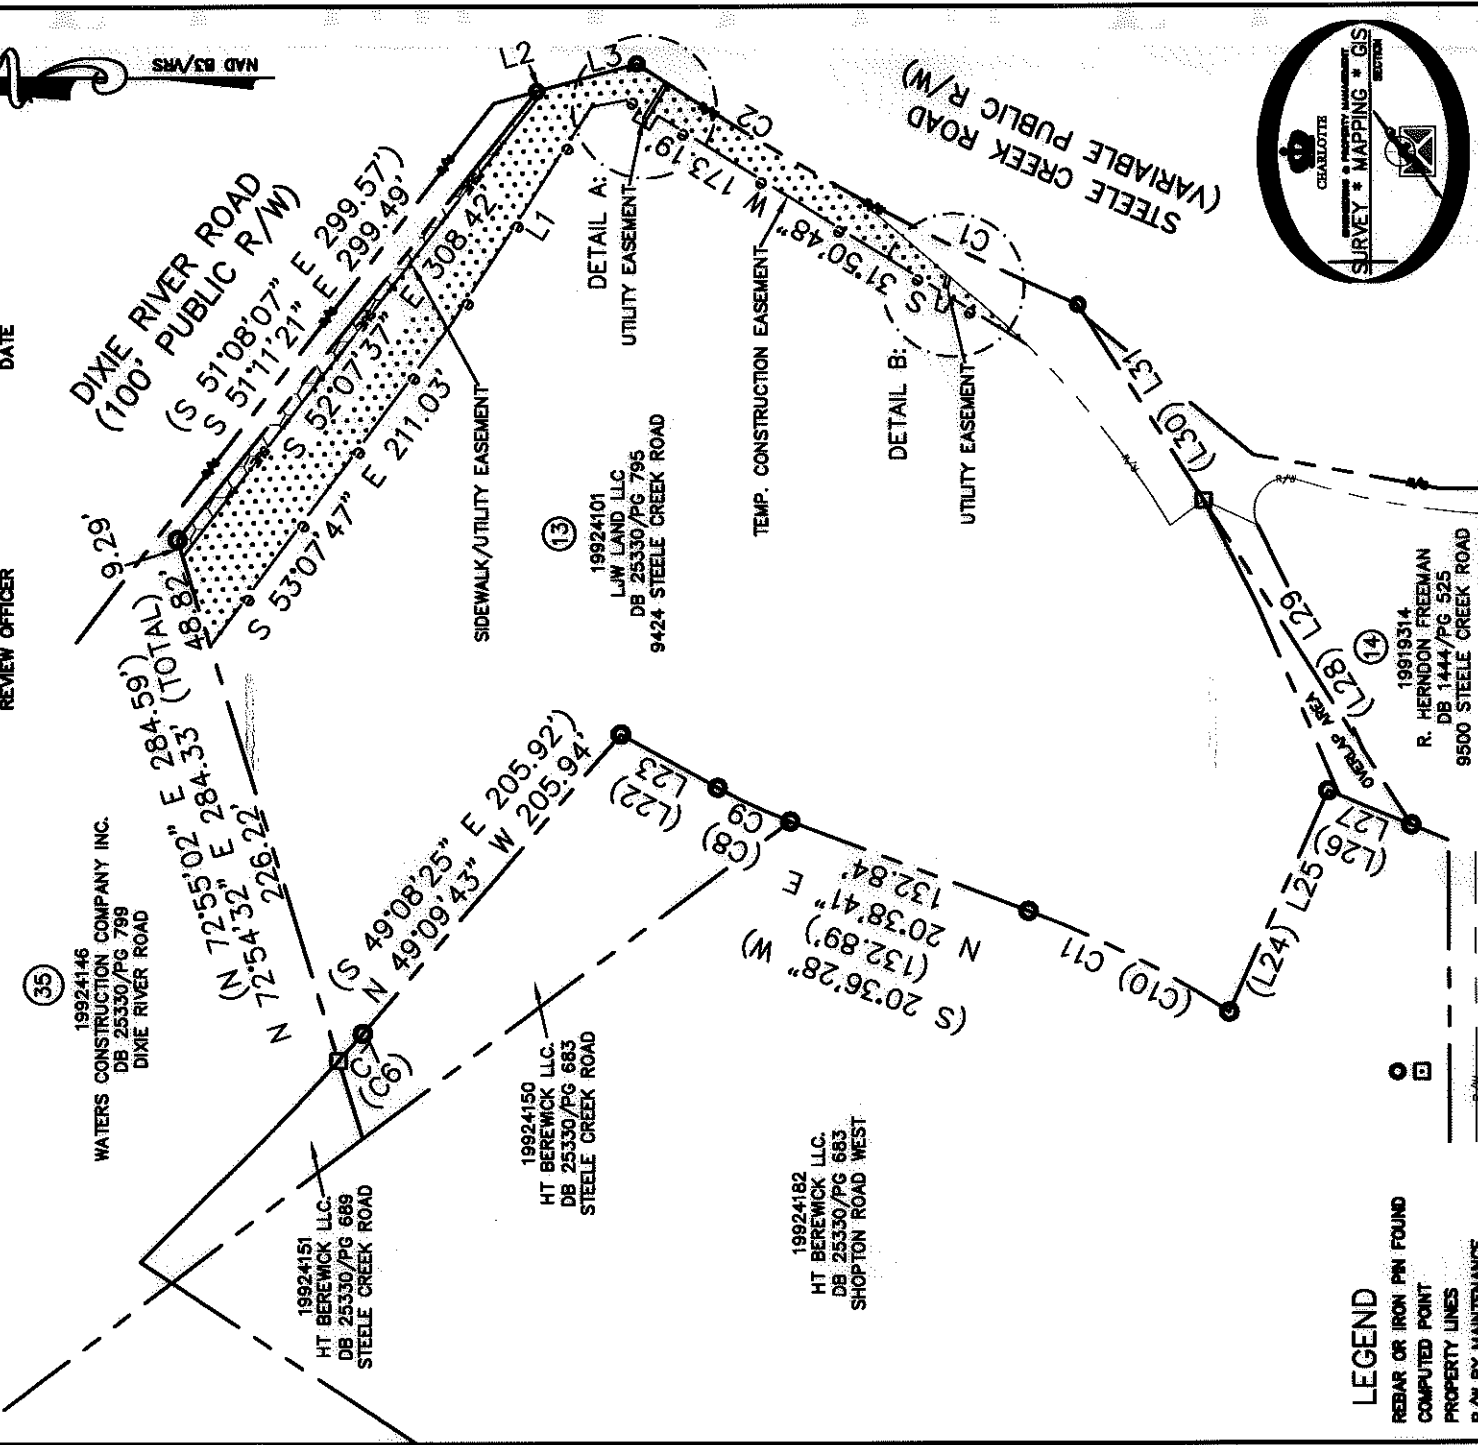 REVIEW OFFICER
DATE
NAD 83/VRS
DIXIE RIVER ROAD
(100' PUBLIC R/W)
(S 51°08'07" E 299.57')
S 51°11'21" E 299.49'
9.29'
S 52°07'37" E 308.42'
S 53°07'47" E 211.03'
L1
L2
L3
(N 72°55'02" E 284.59')
N 72°54'32" E 284.33' (TOTAL)
226.22'
48.82'
35
19924146
WATERS CONSTRUCTION COMPANY INC.
DB 25330/PG 799
DIXIE RIVER ROAD
SIDEWALK/UTILITY EASEMENT
13
19924101
LJW LAND LLC
DB 25330/PG 795
9424 STEELE CREEK ROAD
DETAIL A:
UTILITY EASEMENT
TEMP. CONSTRUCTION EASEMENT
S 31°50'48" W 173.19'
C2
STEELE CREEK ROAD
(VARIABLE PUBLIC R/W)
DETAIL B:
UTILITY EASEMENT
C1
R/W
R/W
(L30) L31
(L28) L29
OVERLAP AREA
14
19919314
R. HERNDON FREEMAN
DB 1444/PG 525
9500 STEELE CREEK ROAD
(L26)
L27
(L24) L25
(C10) C11
(S 20°36'28" W)
(132.89')
N 20°38'41" E
132.84'
(C8)
C9
(L22)
L23
(S 49°08'25" E 205.92')
N 49°09'43" W 205.94'
C7
(C6)
19924151
HT BEREWICK LLC.
DB 25330/PG 689
STEELE CREEK ROAD
19924150
HT BEREWICK LLC.
DB 25330/PG 683
STEELE CREEK ROAD
19924182
HT BEREWICK LLC.
DB 25330/PG 683
SHOPTON ROAD WEST
CHARLOTTE
SURVEY * MAPPING * GIS
SECTION
LEGEND
REBAR OR IRON PIN FOUND
COMPUTED POINT
PROPERTY LINES
R/W BY MAINTENANCE